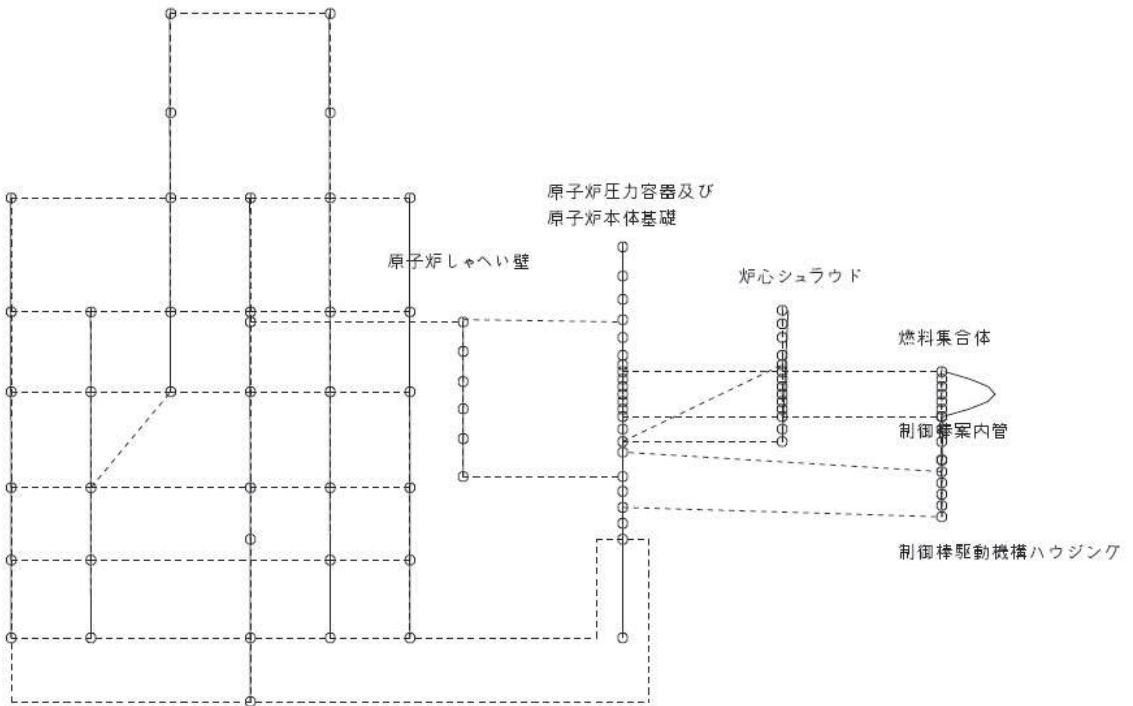 原子炉圧力容器及び
原子炉本体基礎
原子炉しゃへい壁
炉心シュラウド
燃料集合体
制御棒案内管
制御棒駆動機構ハウジング